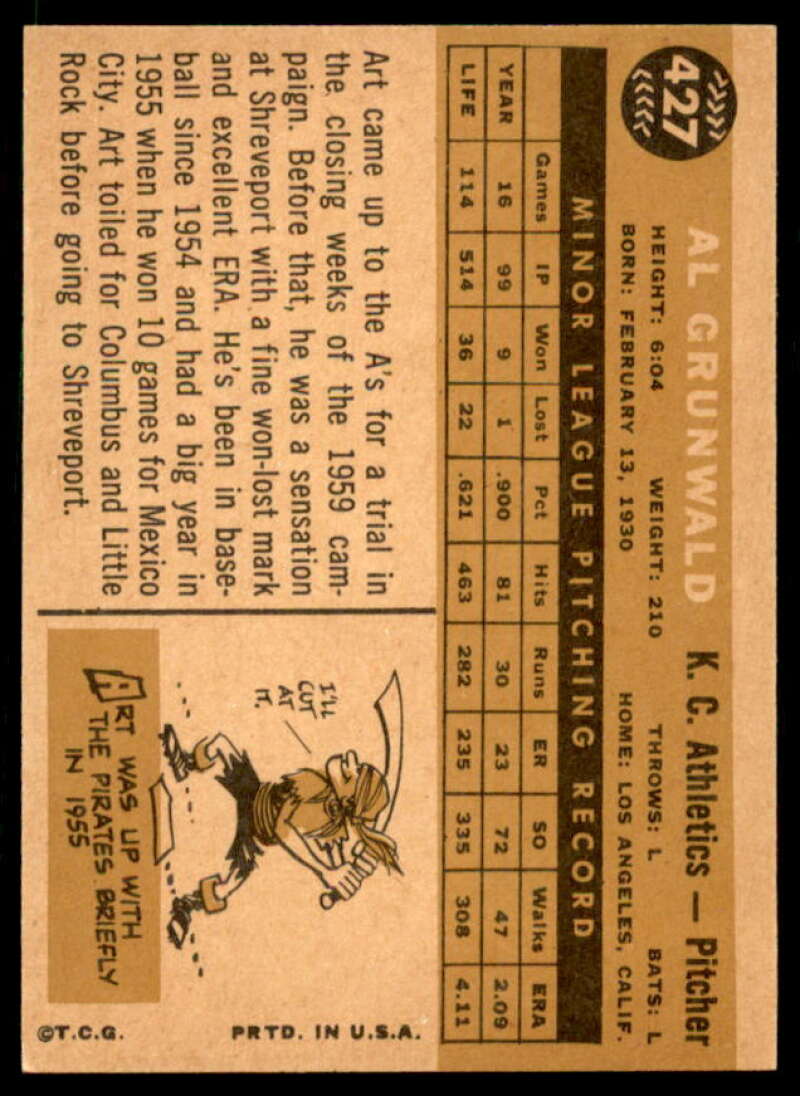 427
AL GRUNWALD K. C. Athletics — Pitcher
HEIGHT: 6:04 WEIGHT: 210 THROWS: L BATS: L
BORN: FEBRUARY 13, 1930 HOME: LOS ANGELES, CALIF.
MINOR LEAGUE PITCHING RECORD
YEAR Games IP Won Lost Pct Hits Runs ER SO Walks ERA
16 99 9 1 .900 81 30 23 72 47 2.09
LIFE 114 514 36 22 .621 463 282 235 335 308 4.11
Art came up to the A's for a trial in
the closing weeks of the 1959 cam-
paign. Before that, he was a sensation
at Shreveport with a fine won-lost mark
and excellent ERA. He's been in base-
ball since 1954 and had a big year in
1955 when he won 10 games for Mexico
City. Art toiled for Columbus and Little
Rock before going to Shreveport.
I'LL
CUT
AT
IT.
ART WAS UP WITH
THE PIRATES BRIEFLY
IN 1955
©T.C.G. PRTD. IN U.S.A.